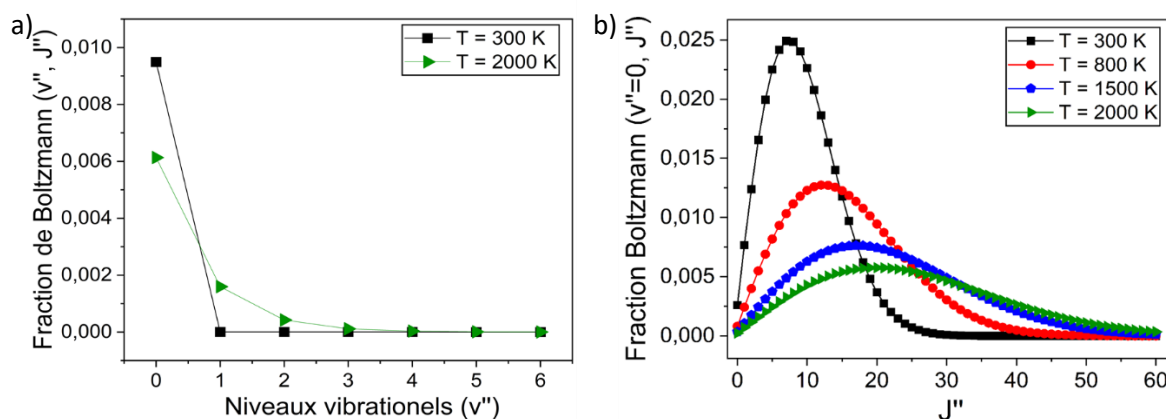 a)
Fraction de Boltzmann (v'', J'')
0,010
0,008
0,006
0,004
0,002
0,000
0 1 2 3 4 5 6
Niveaux vibrationels (v'')
T = 300 K
T = 2000 K
b)
Fraction Boltzmann (v''=0, J'')
0,025
0,020
0,015
0,010
0,005
0,000
0 10 20 30 40 50 60
J''
T = 300 K
T = 800 K
T = 1500 K
T = 2000 K